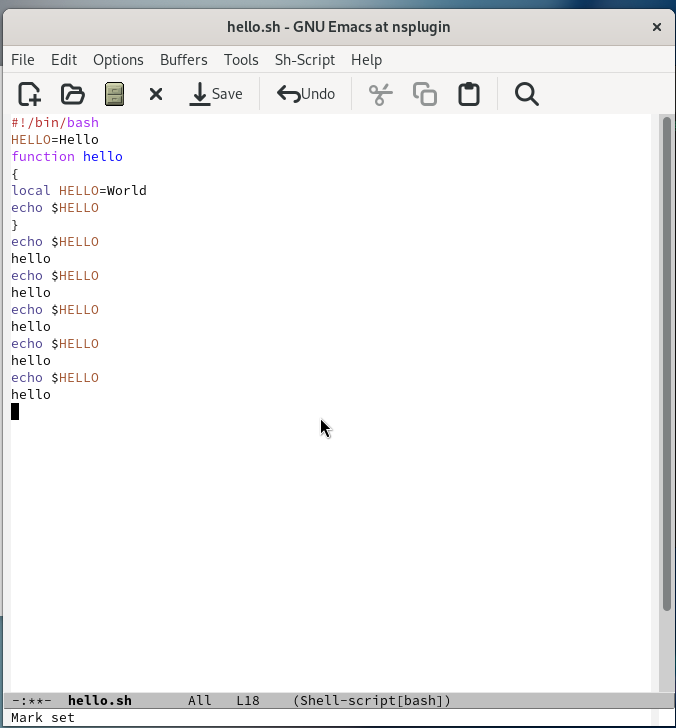 hello.sh - GNU Emacs at nsplugin
File Edit Options Buffers Tools Sh-Script Help
Save Undo
#!/bin/bash
HELLO=Hello
function hello
{
local HELLO=World
echo $HELLO
}
echo $HELLO
hello
echo $HELLO
hello
echo $HELLO
hello
echo $HELLO
hello
echo $HELLO
hello
-:**- hello.sh All L18 (Shell-script[bash])
Mark set